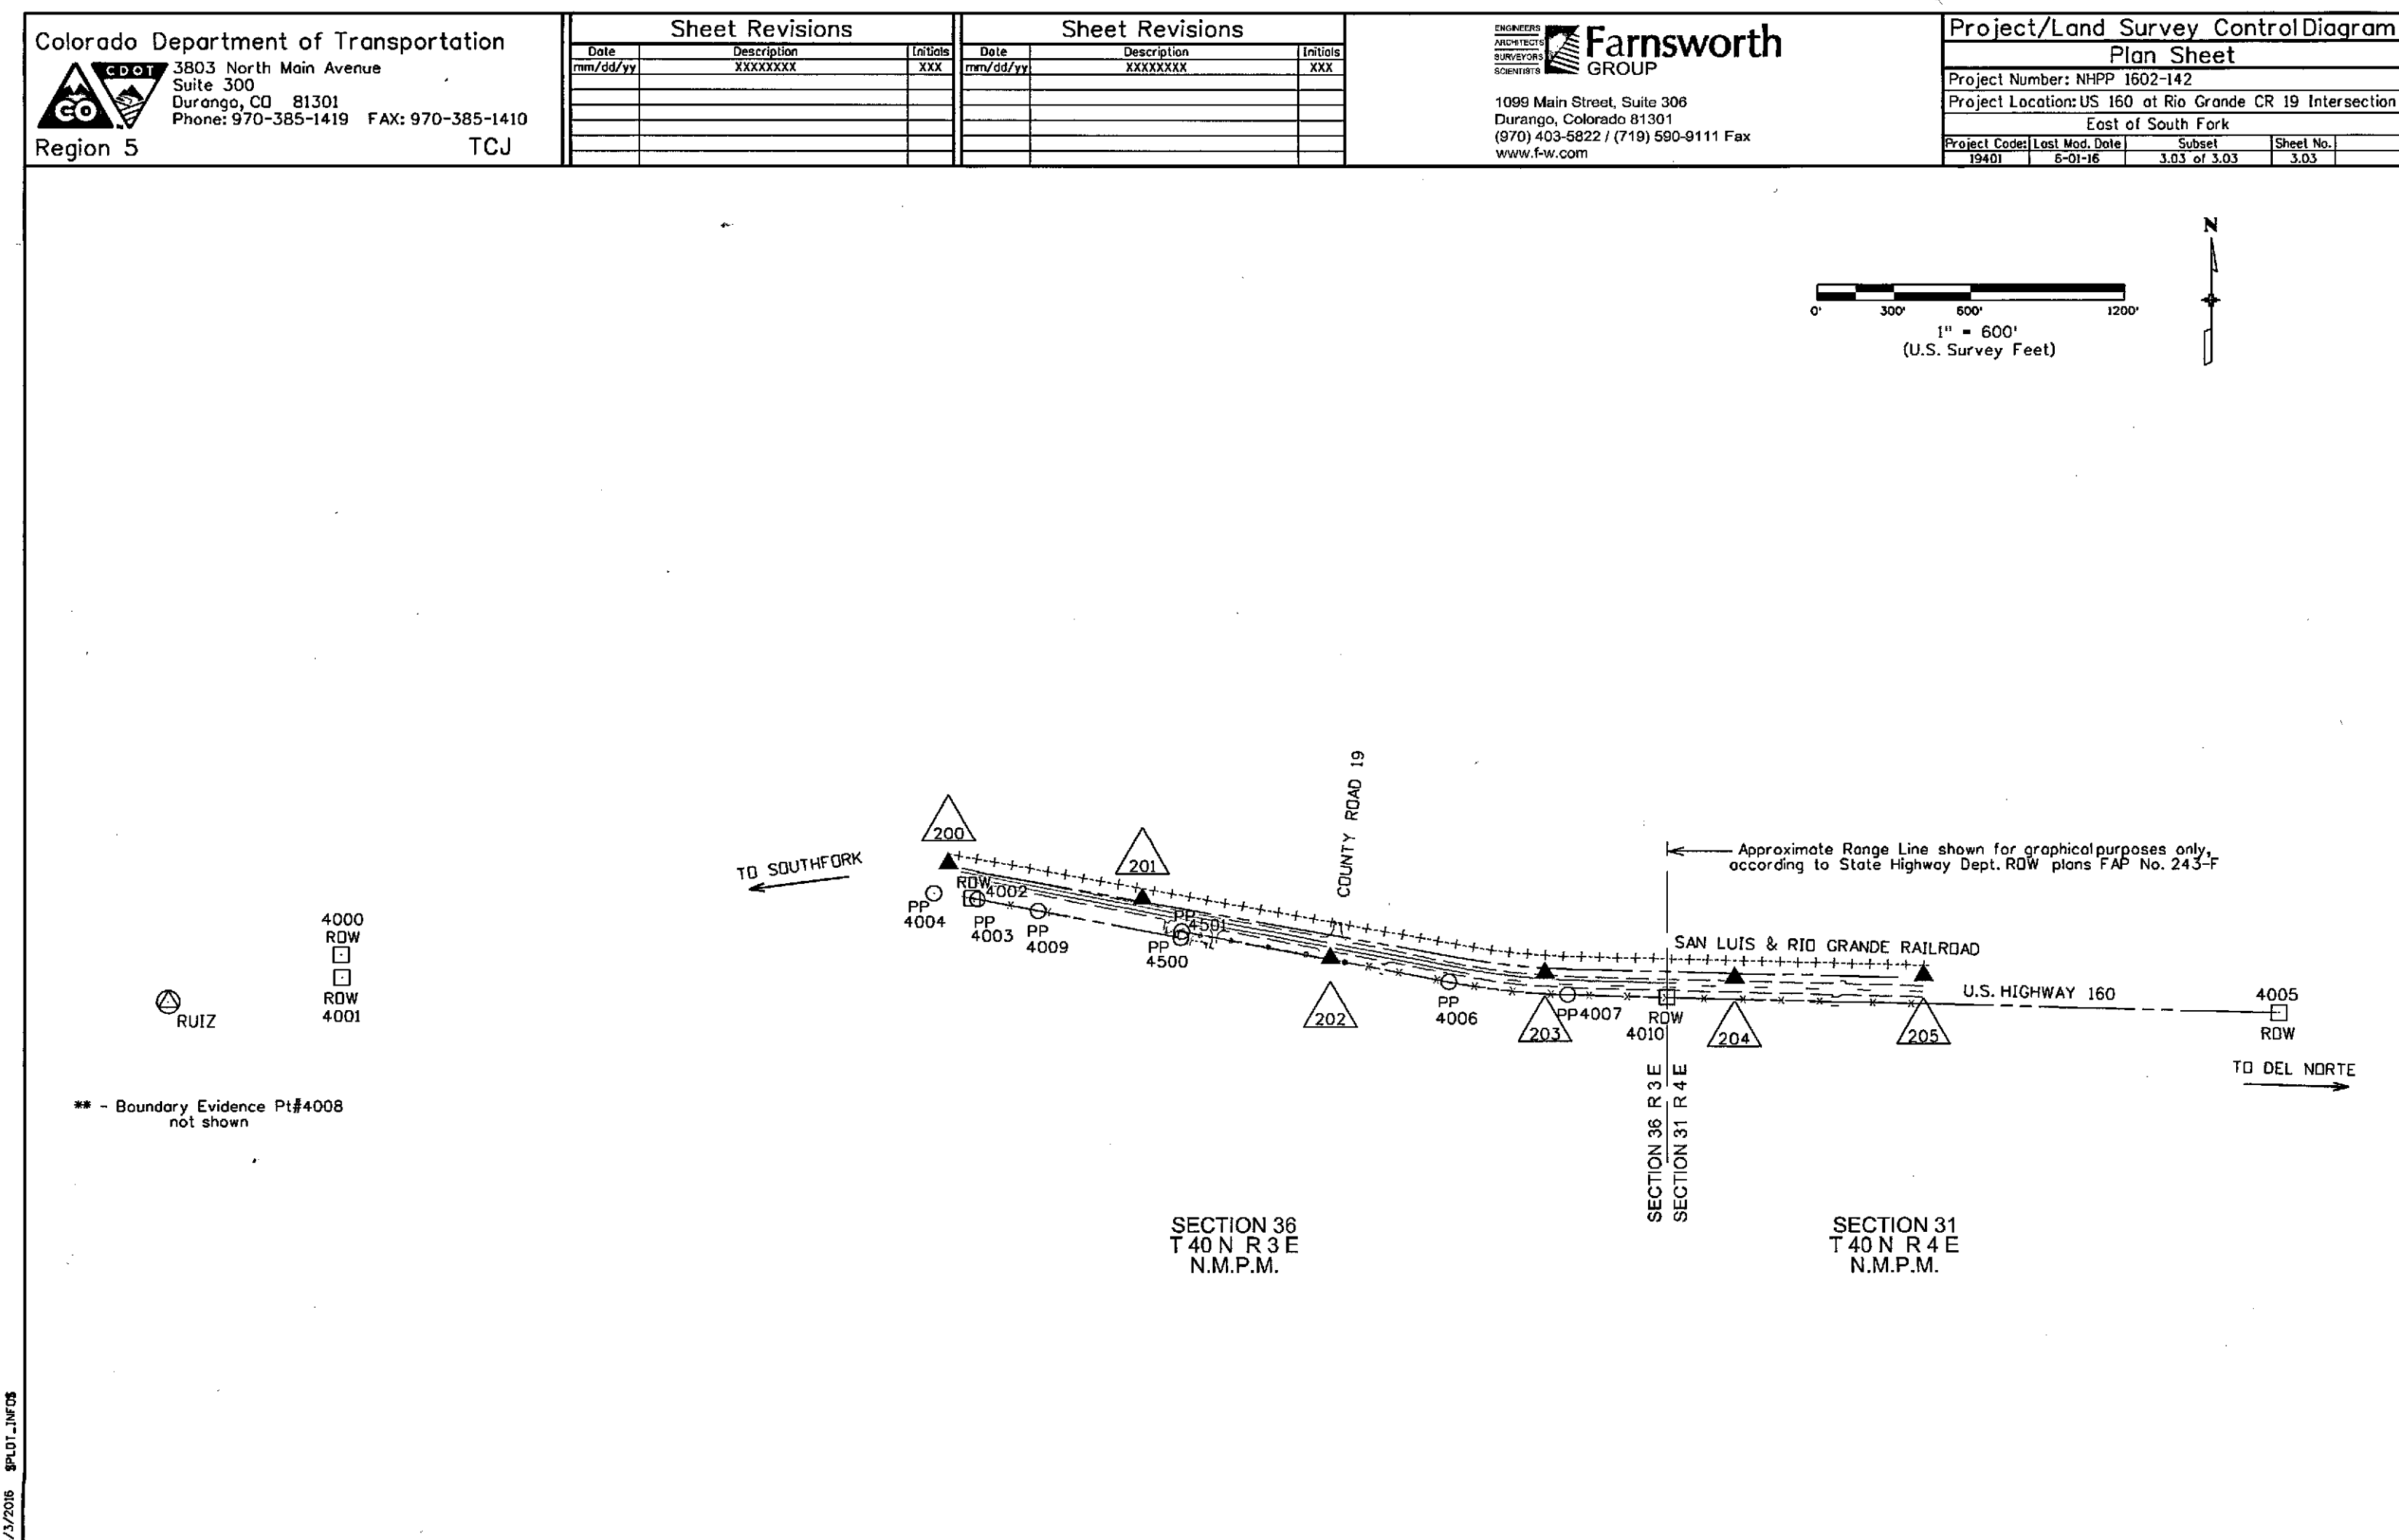 Colorado Department of Transportation
CDOT
CO
3803 North Main Avenue
Suite 300
Durango, CO 81301
Phone: 970-385-1419 FAX: 970-385-1410
Region 5 TCJ
Sheet Revisions
Date Description Initials
mm/dd/yy XXXXXXXX XXX
Sheet Revisions
Date Description Initials
mm/dd/yy XXXXXXXX XXX
ENGINEERS
ARCHITECTS
SURVEYORS
SCIENTISTS
Farnsworth
GROUP
1099 Main Street, Suite 306
Durango, Colorado 81301
(970) 403-5822 / (719) 590-9111 Fax
www.f-w.com
Project/Land Survey Control Diagram
Plan Sheet
Project Number: NHPP 1602-142
Project Location: US 160 at Rio Grande CR 19 Intersection
East of South Fork
Project Code: Last Mod. Date Subset Sheet No.
19401 6-01-16 3.03 of 3.03 3.03
N
0' 300' 600' 1200'
1" = 600'
(U.S. Survey Feet)
COUNTY ROAD 19
200
201
TO SOUTHFORK
Approximate Range Line shown for graphical purposes only,
according to State Highway Dept. ROW plans FAP No. 243-F
ROW
4002
PP
4004
PP
4003
PP
4009
PP
4501
PP
4500
4000
ROW
ROW
4001
RUIZ
SAN LUIS & RIO GRANDE RAILROAD
U.S. HIGHWAY 160
4005
ROW
202
PP
4006
203
PP4007
ROW
4010
204
205
TO DEL NORTE
** - Boundary Evidence Pt#4008
not shown
SECTION 36 R 3 E
SECTION 31 R 4 E
SECTION 36
T 40 N R 3 E
N.M.P.M.
SECTION 31
T 40 N R 4 E
N.M.P.M.
/3/2016 $PLOT_INFO$